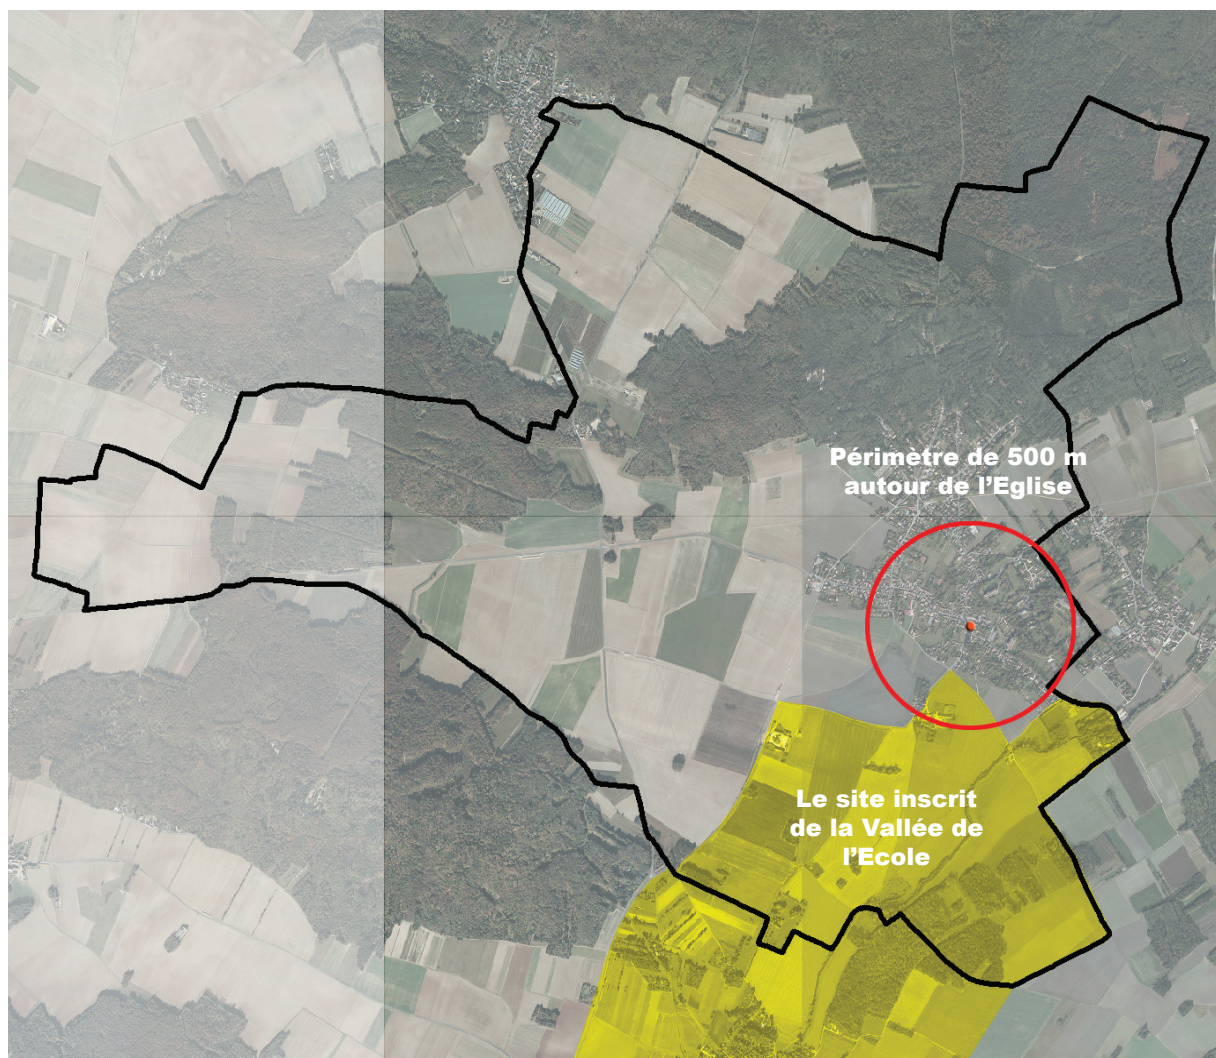 Périmètre de 500 m
autour de l'Eglise
Le site inscrit
de la Vallée de
l'Ecole